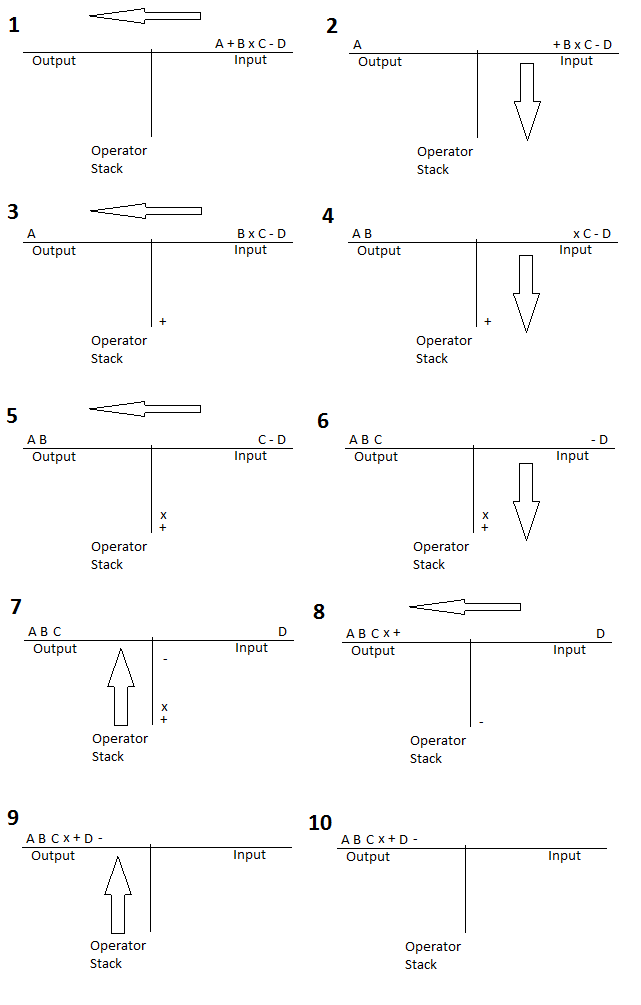 1
A + B x C - D
Output Input
Operator
Stack
2
A + B x C - D
Output Input
Operator
Stack
3
A B x C - D
Output Input
+
Operator
Stack
4
A B x C - D
Output Input
+
Operator
Stack
5
A B C - D
Output Input
x
+
Operator
Stack
6
A B C - D
Output Input
x
+
Operator
Stack
7
A B C D
Output Input
-
x
+
Operator
Stack
8
A B C x + D
Output Input
-
Operator
Stack
9
A B C x + D -
Output Input
Operator
Stack
10
A B C x + D -
Output Input
Operator
Stack